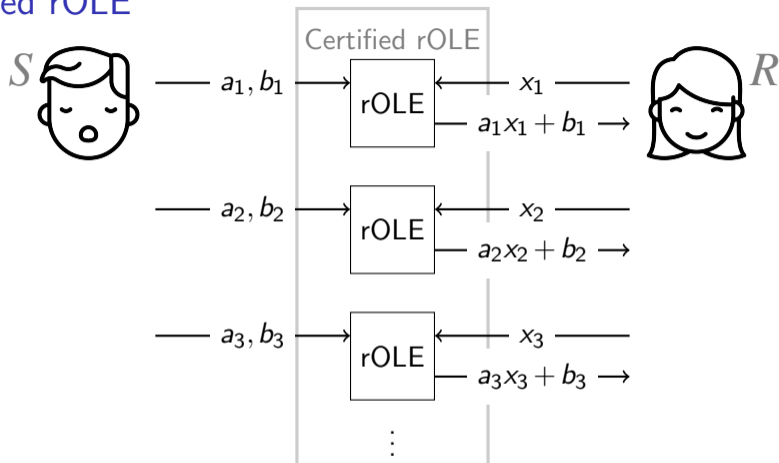 ed rOLE
Certified rOLE
S R
a₁, b₁ rOLE x₁
a₁x₁ + b₁
a₂, b₂ rOLE x₂
a₂x₂ + b₂
a₃, b₃ rOLE x₃
a₃x₃ + b₃
⋮